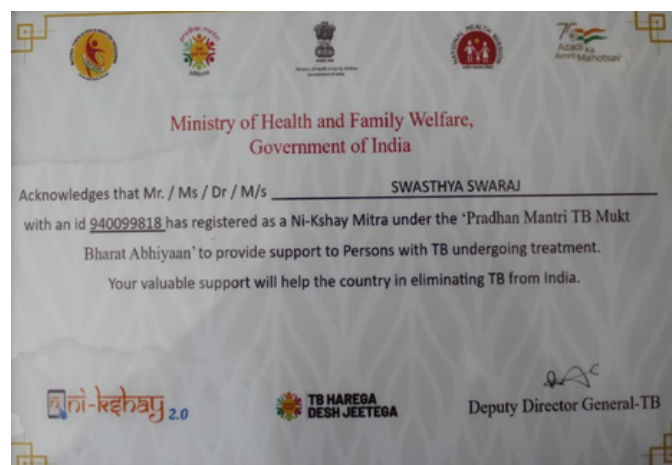 NATIONAL HEALTH MISSION
Azadi Ka
Amrit Mahotsav
Ministry of Health and Family Welfare,
Government of India
Acknowledges that Mr. / Ms / Dr / M/s SWASTHYA SWARAJ
with an id 940099818 has registered as a Ni-Kshay Mitra under the 'Pradhan Mantri TB Mukt
Bharat Abhiyaan' to provide support to Persons with TB undergoing treatment.
Your valuable support will help the country in eliminating TB from India.
ni-kshay 2.0
TB HAREGA
DESH JEETEGA
Deputy Director General-TB